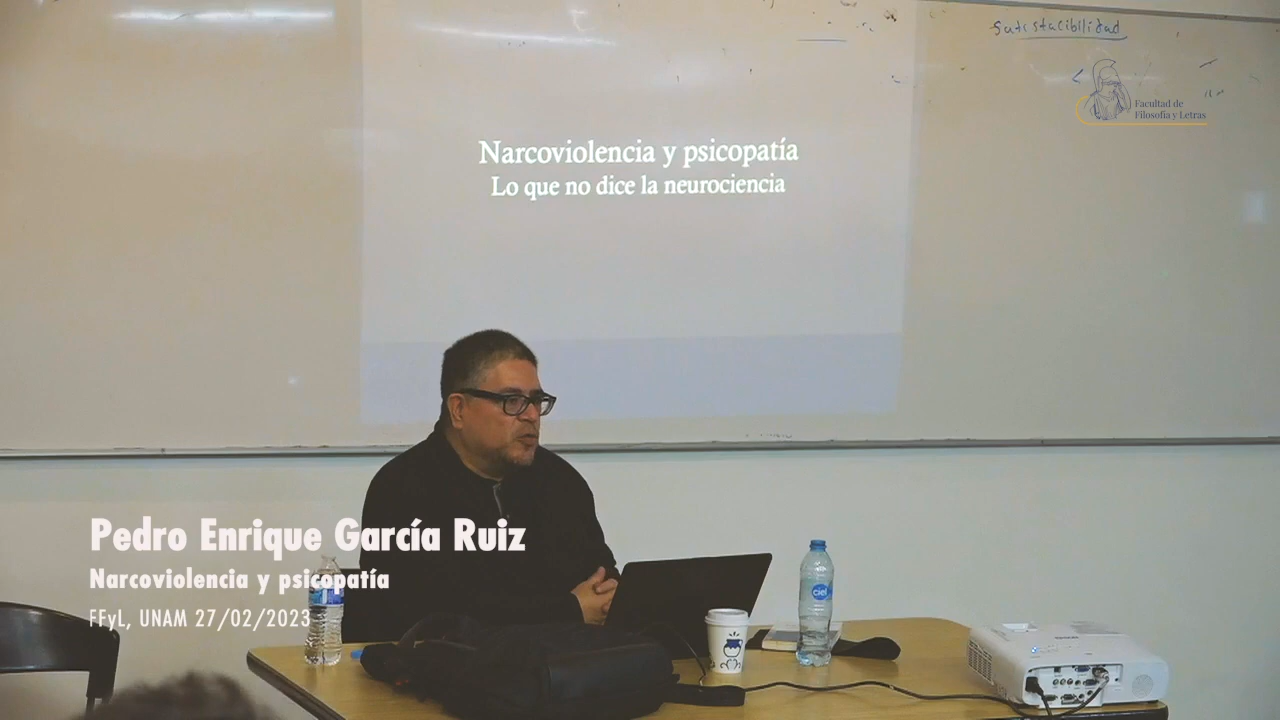 Facultad de
Filosofía y Letras
Narcoviolencia y psicopatía
Lo que no dice la neurociencia
Pedro Enrique García Ruiz
Narcoviolencia y psicopatía
FFyL, UNAM 27/02/2023
ciel